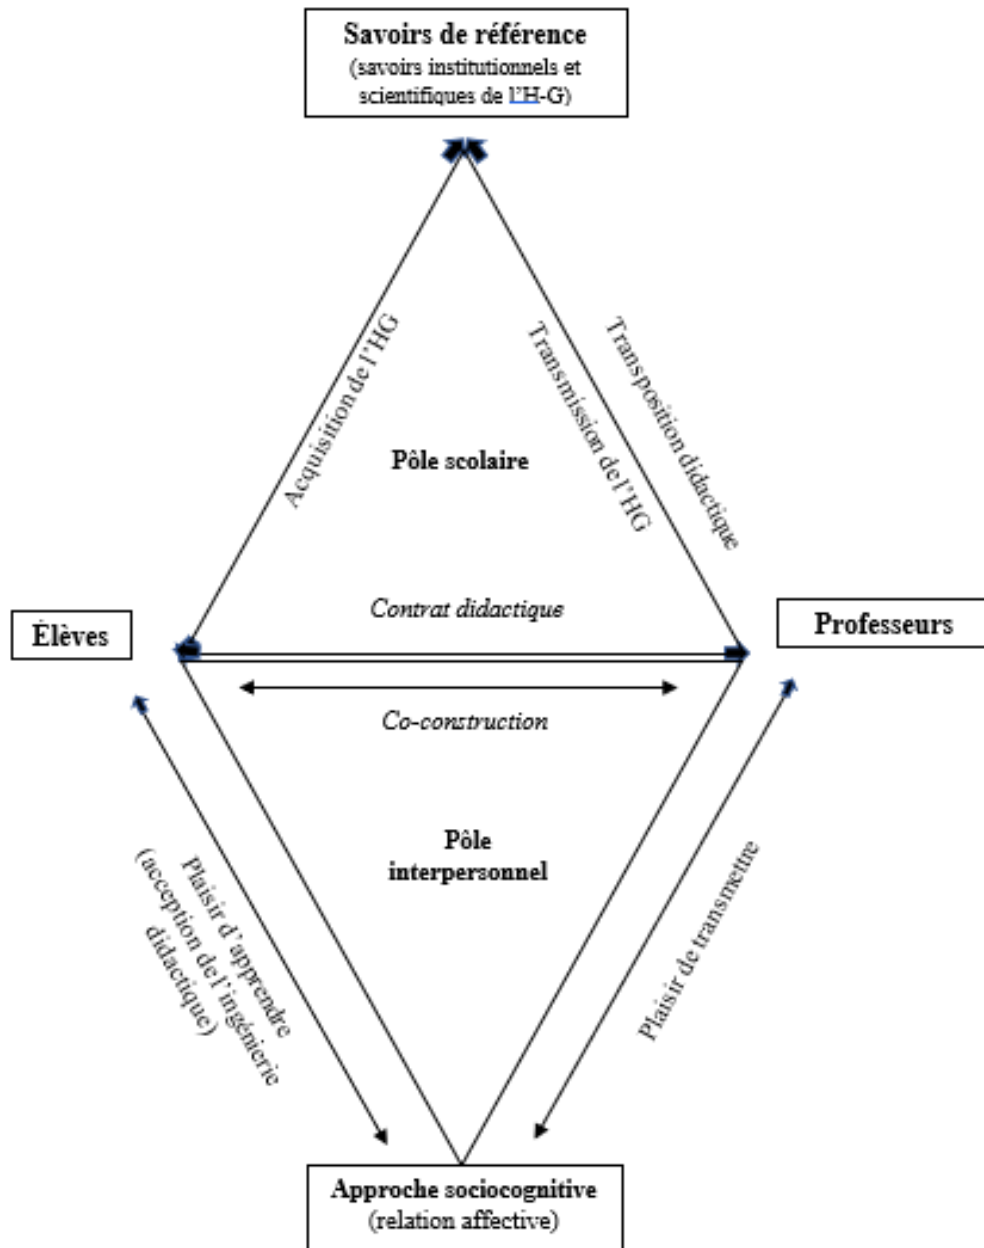 Savoirs de référence
(savoirs institutionnels et
scientifiques de l'H-G)
Acquisition de l'HG
Transmission de l'HG
Transposition didactique
Pôle scolaire
Contrat didactique
Élèves
Professeurs
Co-construction
Pôle
interpersonnel
Plaisir d'apprendre
(acception de l'ingénierie
didactique)
Plaisir de transmettre
Approche sociocognitive
(relation affective)